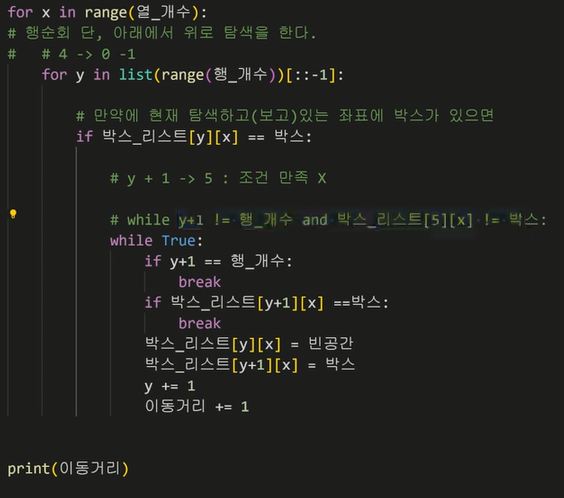 for x in range(열_개수):
# 행순회 단, 아래에서 위로 탐색을 한다.
#   # 4 -> 0 -1
    for y in list(range(행_개수))[::-1]:
        # 만약에 현재 탐색하고(보고)있는 좌표에 박스가 있으면
        if 박스_리스트[y][x] == 박스:
            # y + 1 -> 5 : 조건 만족 X
            # while y+1 != 행_개수 and 박스_리스트[5][x] != 박스:
            while True:
                if y+1 == 행_개수:
                    break
                if 박스_리스트[y+1][x] ==박스:
                    break
                박스_리스트[y][x] = 빈공간
                박스_리스트[y+1][x] = 박스
                y += 1
                이동거리 += 1
print(이동거리)